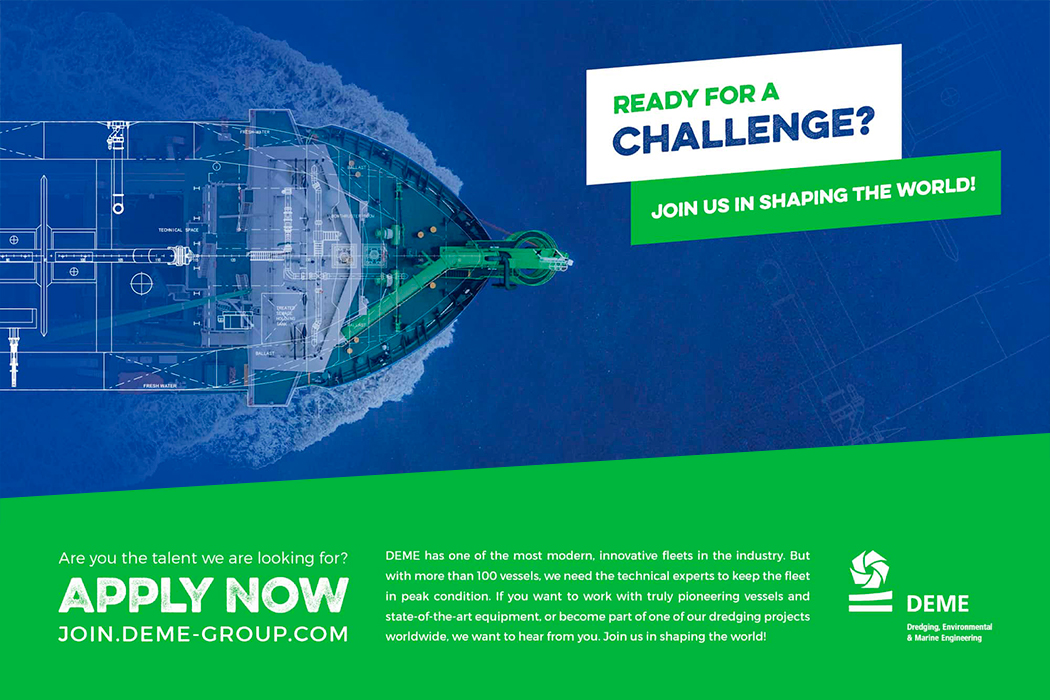 READY FOR A
CHALLENGE?
JOIN US IN SHAPING THE WORLD!
FRESH WATER
BALLAST
TECHNICAL SPACE
BALLAST
BALLAST
FRESH WATER
Are you the talent we are looking for?
APPLY NOW
JOIN.DEME-GROUP.COM
DEME has one of the most modern, innovative fleets in the industry. But
with more than 100 vessels, we need the technical experts to keep the fleet
in peak condition. If you want to work with truly pioneering vessels and
state-of-the-art equipment, or become part of one of our dredging projects
worldwide, we want to hear from you. Join us in shaping the world!
DEME
Dredging, Environmental
& Marine Engineering